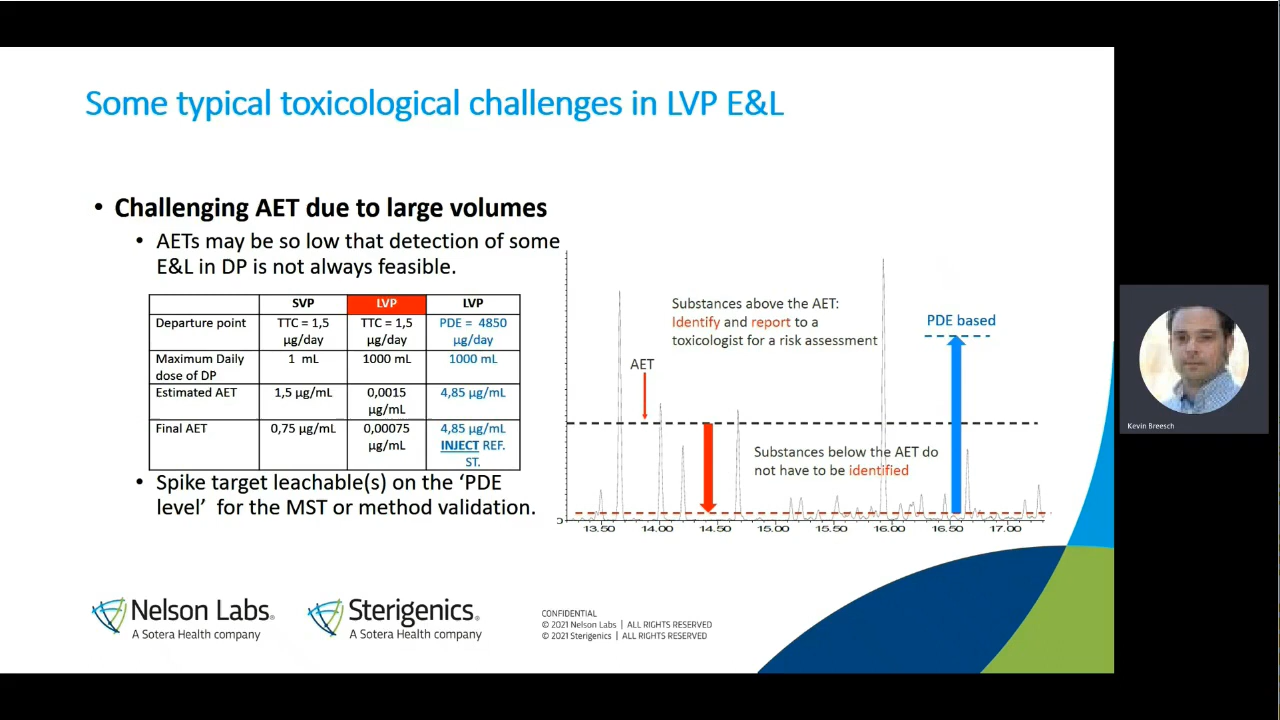 Some typical toxicological challenges in LVP E&L
• Challenging AET due to large volumes
• AETs may be so low that detection of some
E&L in DP is not always feasible.
SVP LVP LVP
Departure point TTC = 1,5 µg/day TTC = 1,5 µg/day PDE = 4850 µg/day
Maximum Daily dose of DP 1 mL 1000 mL 1000 mL
Estimated AET 1,5 µg/mL 0,0015 µg/mL 4,85 µg/mL
Final AET 0,75 µg/mL 0,00075 µg/mL 4,85 µg/mL INJECT REF. ST.
• Spike target leachable(s) on the ‘PDE
level’ for the MST or method validation.
Substances above the AET:
Identify and report to a
toxicologist for a risk assessment
PDE based
AET
Substances below the AET do
not have to be identified
0
13.50 14.00 14.50 15.00 15.50 16.00 16.50 17.00
Nelson Labs®
A Sotera Health company
Sterigenics®
A Sotera Health company
CONFIDENTIAL
© 2021 Nelson Labs | ALL RIGHTS RESERVED
© 2021 Sterigenics | ALL RIGHTS RESERVED
Kevin Breesch